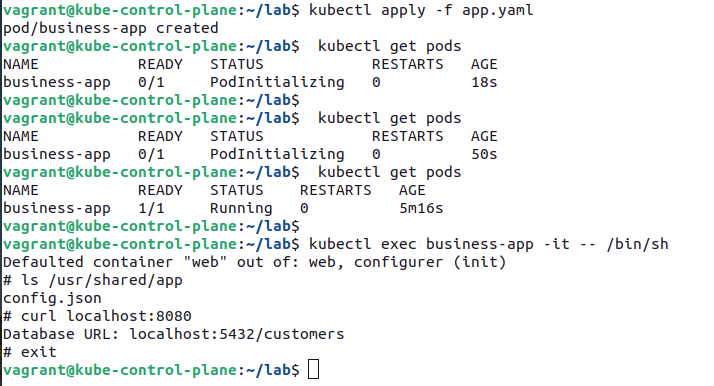 vagrant@kube-control-plane:~/lab$ kubectl apply -f app.yaml
pod/business-app created
vagrant@kube-control-plane:~/lab$  kubectl get pods
NAME           READY   STATUS            RESTARTS   AGE
business-app   0/1     PodInitializing   0          18s
vagrant@kube-control-plane:~/lab$
vagrant@kube-control-plane:~/lab$  kubectl get pods
NAME           READY   STATUS            RESTARTS   AGE
business-app   0/1     PodInitializing   0          50s
vagrant@kube-control-plane:~/lab$  kubectl get pods
NAME           READY   STATUS    RESTARTS   AGE
business-app   1/1     Running   0          5m16s
vagrant@kube-control-plane:~/lab$
vagrant@kube-control-plane:~/lab$ kubectl exec business-app -it -- /bin/sh
Defaulted container "web" out of: web, configurer (init)
# ls /usr/shared/app
config.json
# curl localhost:8080
Database URL: localhost:5432/customers
# exit
vagrant@kube-control-plane:~/lab$